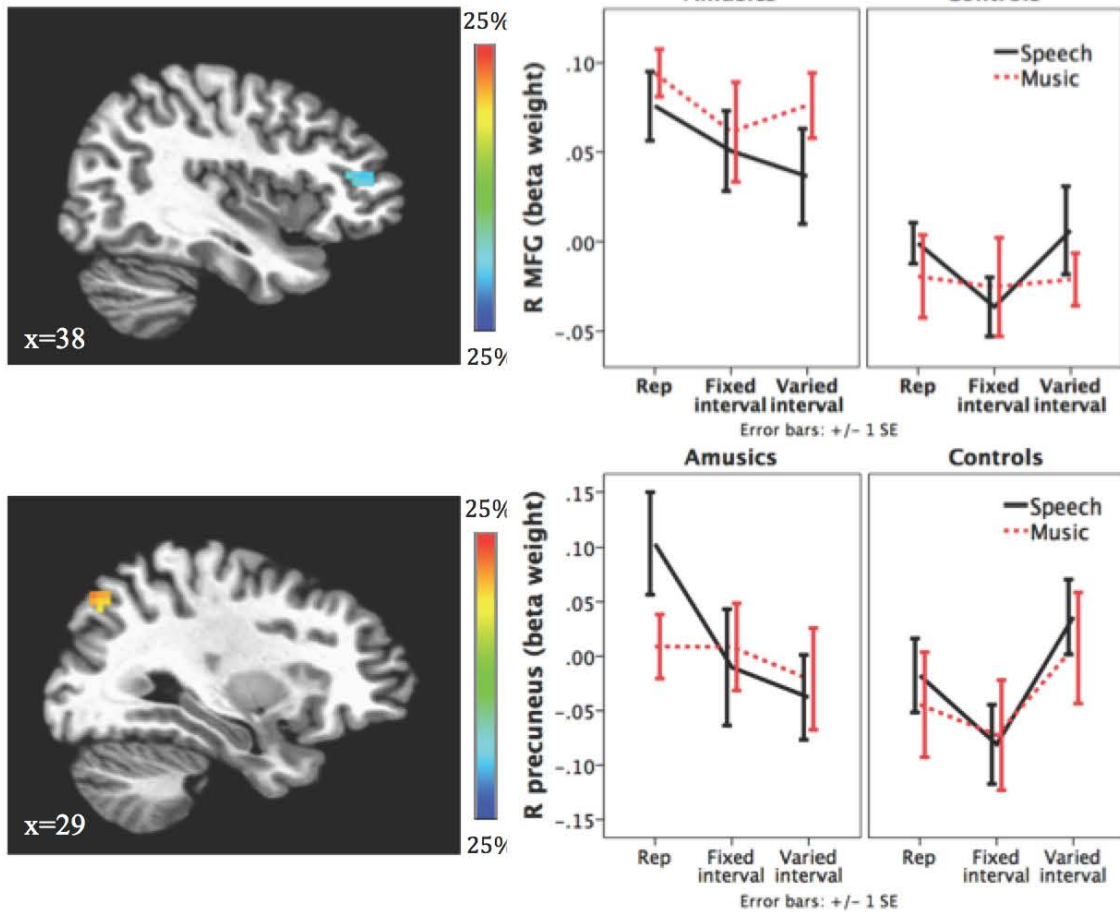 25%
x=38
25%
Amusics
Controls
R MFG (beta weight)
.10
.05
.00
-.05
Speech
Music
Rep
Fixed interval
Varied interval
Rep
Fixed interval
Varied interval
Error bars: +/- 1 SE
25%
x=29
25%
Amusics
Controls
R precuneus (beta weight)
.15
.10
.05
.00
-.05
-.10
-.15
Speech
Music
Rep
Fixed interval
Varied interval
Rep
Fixed interval
Varied interval
Error bars: +/- 1 SE